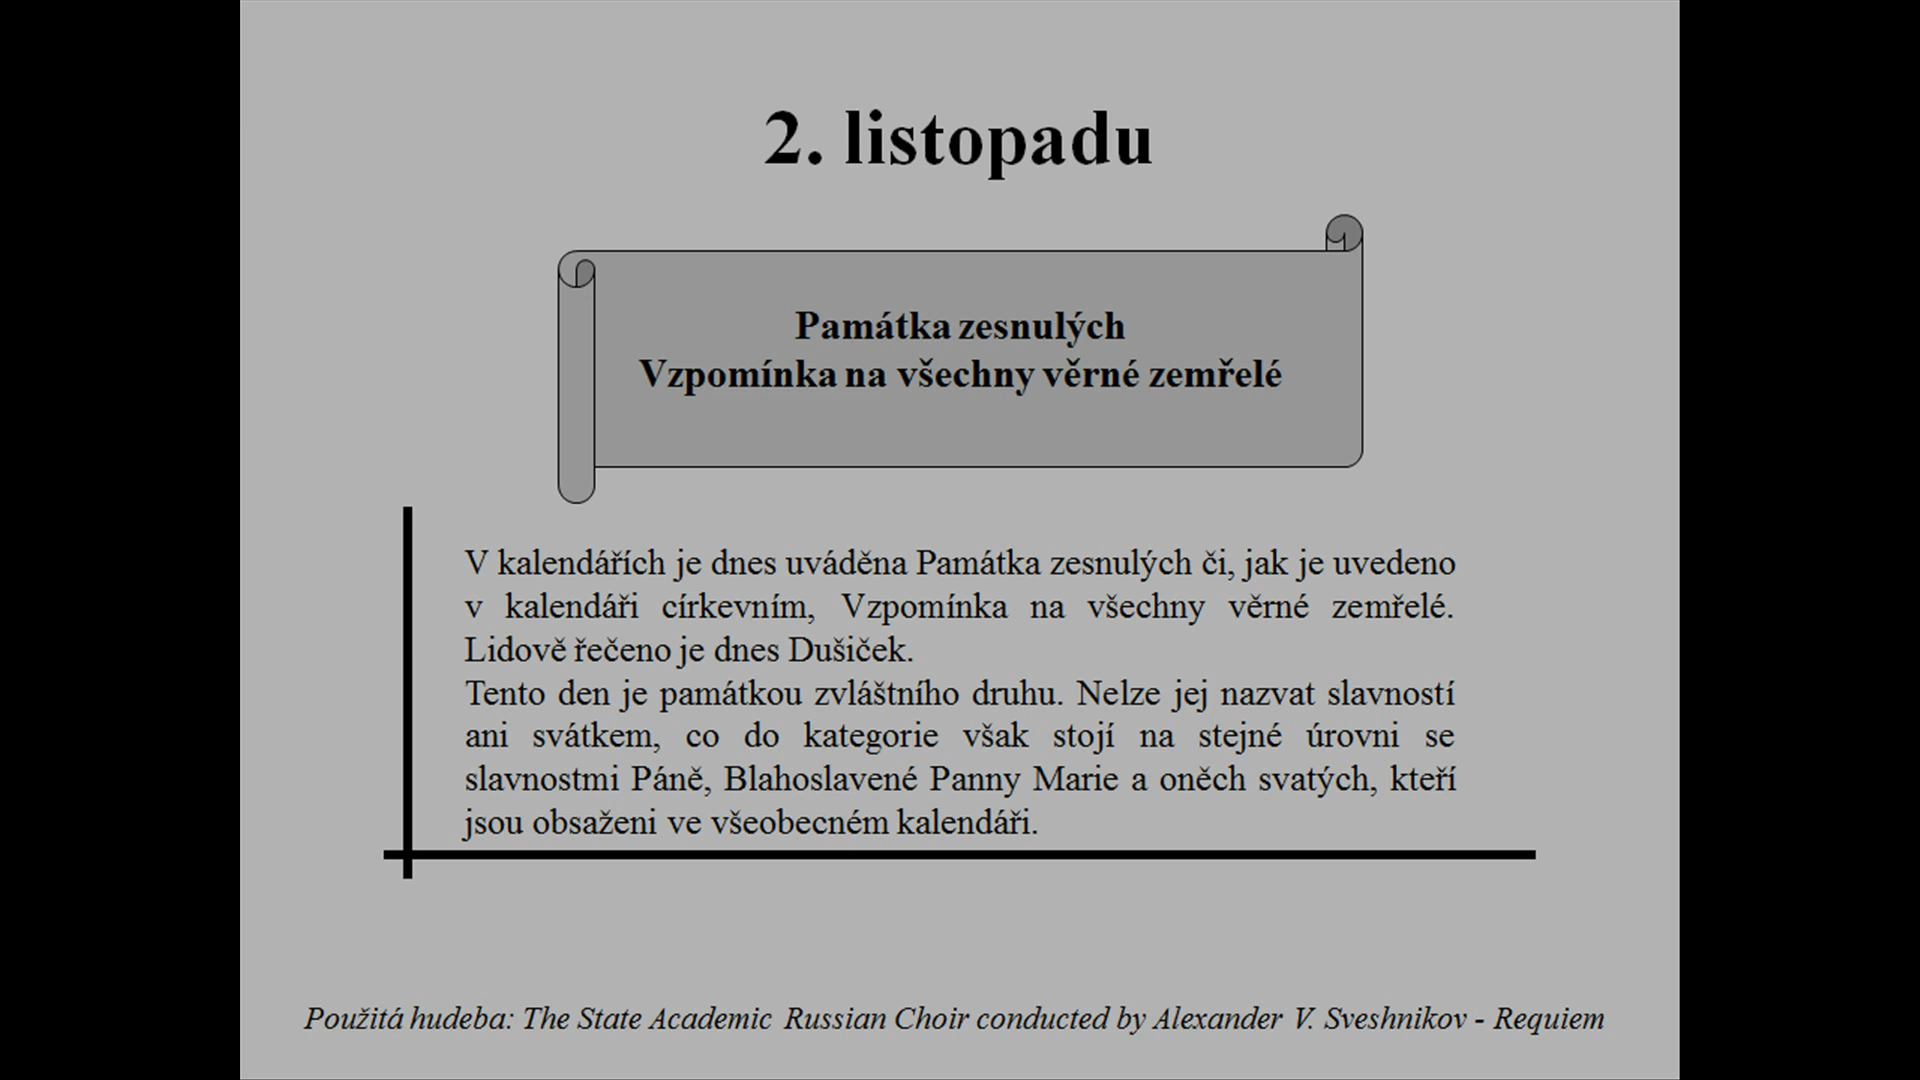 2. listopadu
Památka zesnulých
Vzpomínka na všechny věrné zemřelé
V kalendářích je dnes uváděna Památka zesnulých či, jak je uvedeno
v kalendáři církevním, Vzpomínka na všechny věrné zemřelé.
Lidově řečeno je dnes Dušiček.
Tento den je památkou zvláštního druhu. Nelze jej nazvat slavností
ani svátkem, co do kategorie však stojí na stejné úrovni se
slavnostmi Páně, Blahoslavené Panny Marie a oněch svatých, kteří
jsou obsaženi ve všeobecném kalendáři.
Použitá hudeba: The State Academic Russian Choir conducted by Alexander V. Sveshnikov - Requiem